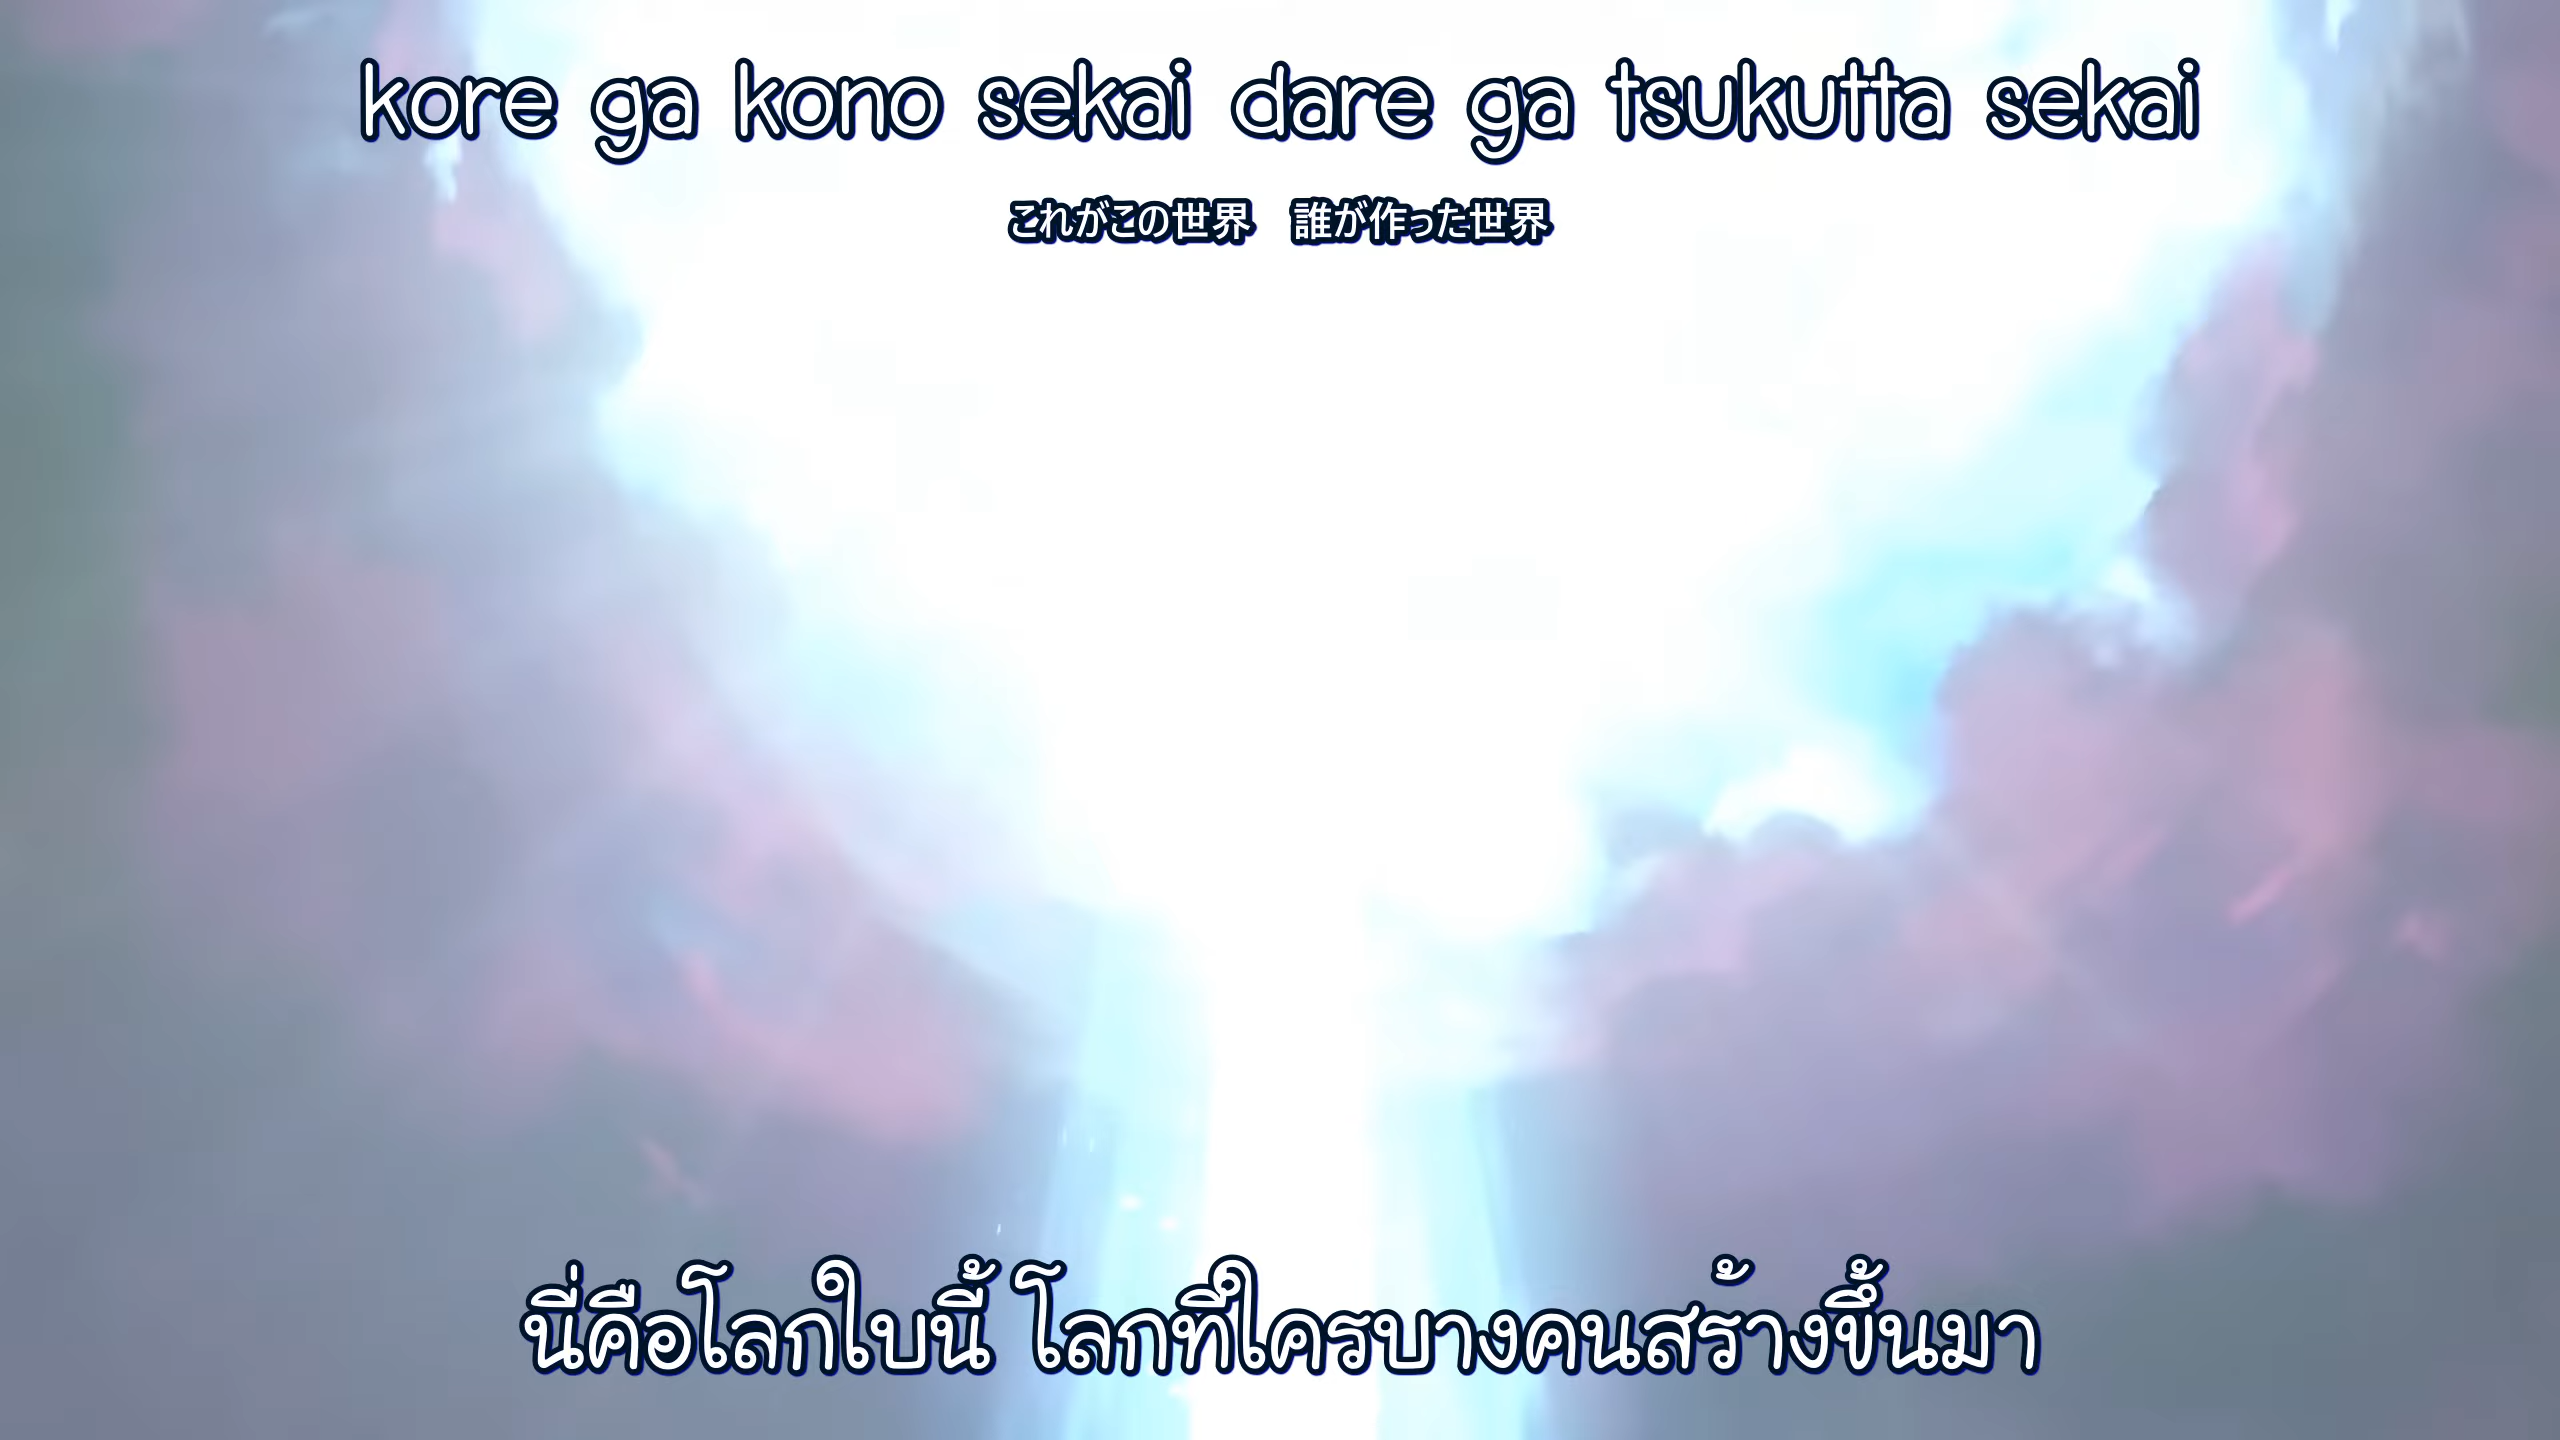 kore ga kono sekai dare ga tsukutta sekai
これがこの世界　誰が作った世界
นี่คือโลกใบนี้ โลกที่ใครบางคนสร้างขึ้นมา